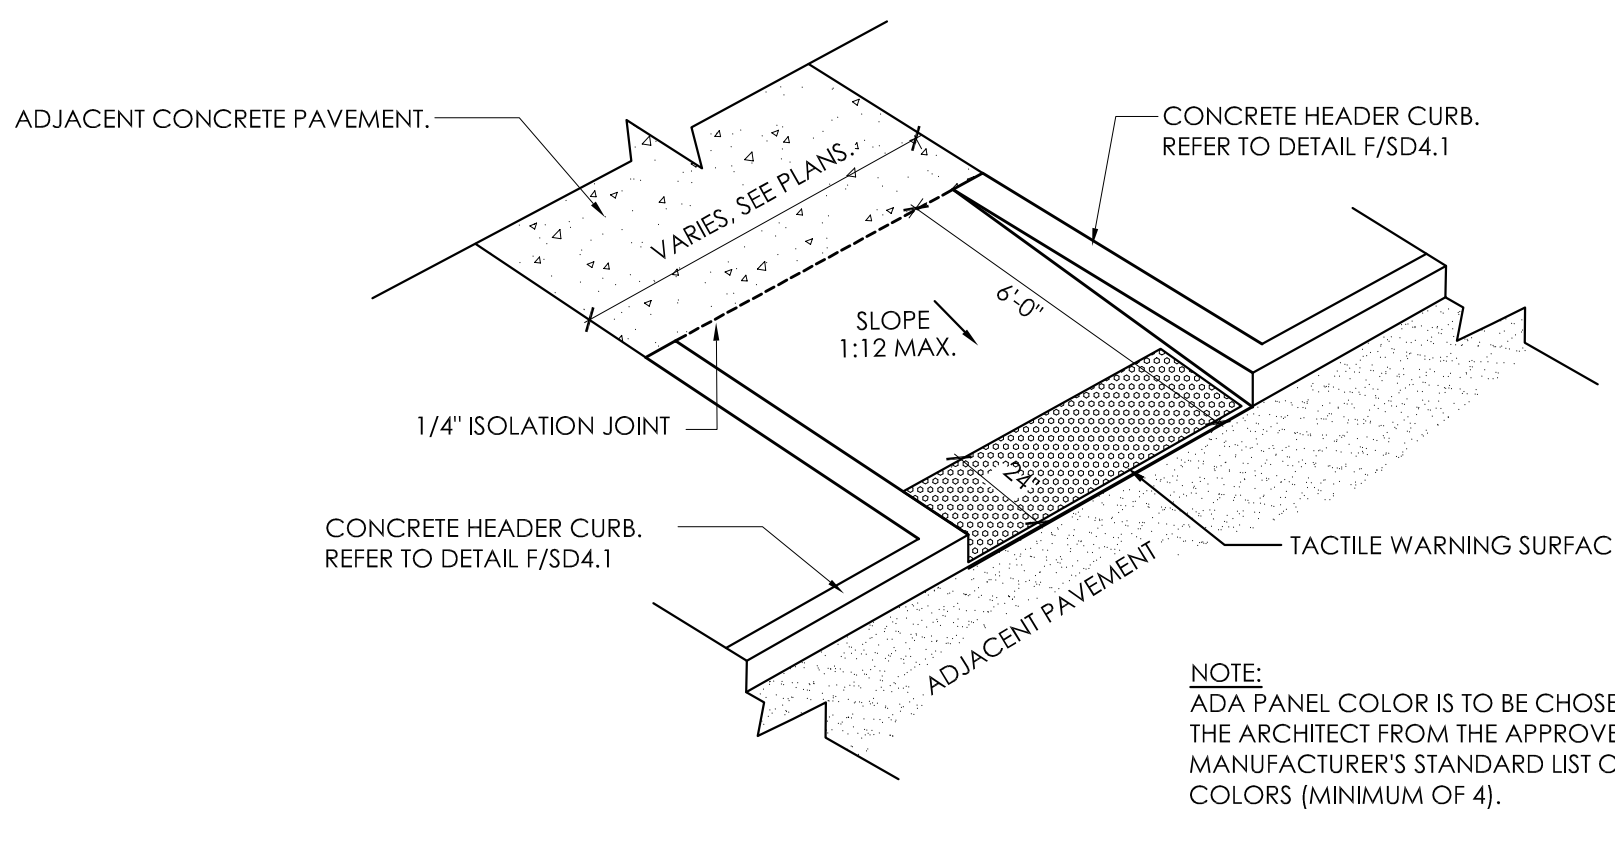 ADJACENT CONCRETE PAVEMENT.
CONCRETE HEADER CURB.
REFER TO DETAIL F/SD4.1
VARIES, SEE PLANS.
6'-0"
SLOPE
1:12 MAX.
1/4" ISOLATION JOINT
24"
CONCRETE HEADER CURB.
REFER TO DETAIL F/SD4.1
TACTILE WARNING SURFAC
ADJACENT PAVEMENT
NOTE:
ADA PANEL COLOR IS TO BE CHOSE
THE ARCHITECT FROM THE APPROVE
MANUFACTURER'S STANDARD LIST O
COLORS (MINIMUM OF 4).